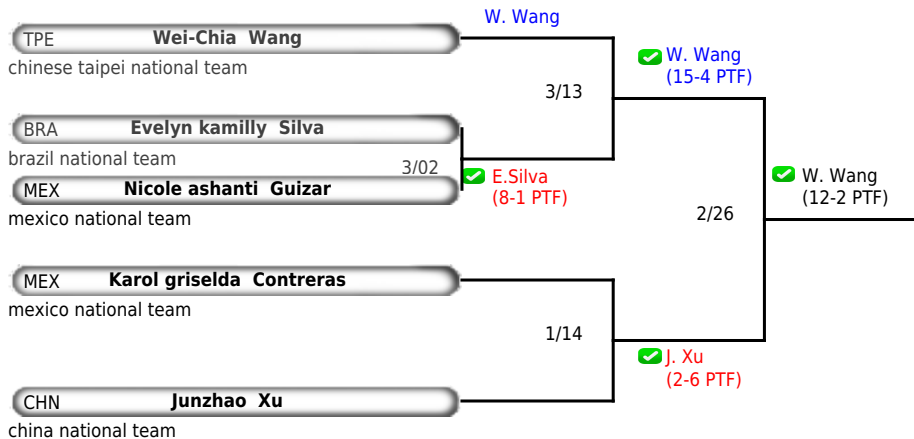 W. Wang
TPE Wei-Chia Wang
chinese taipei national team
W. Wang
(15-4 PTF)
3/13
BRA Evelyn kamilly Silva
brazil national team
3/02
E.Silva
(8-1 PTF)
MEX Nicole ashanti Guizar
mexico national team
W. Wang
(12-2 PTF)
2/26
MEX Karol griselda Contreras
mexico national team
1/14
J. Xu
(2-6 PTF)
CHN Junzhao Xu
china national team